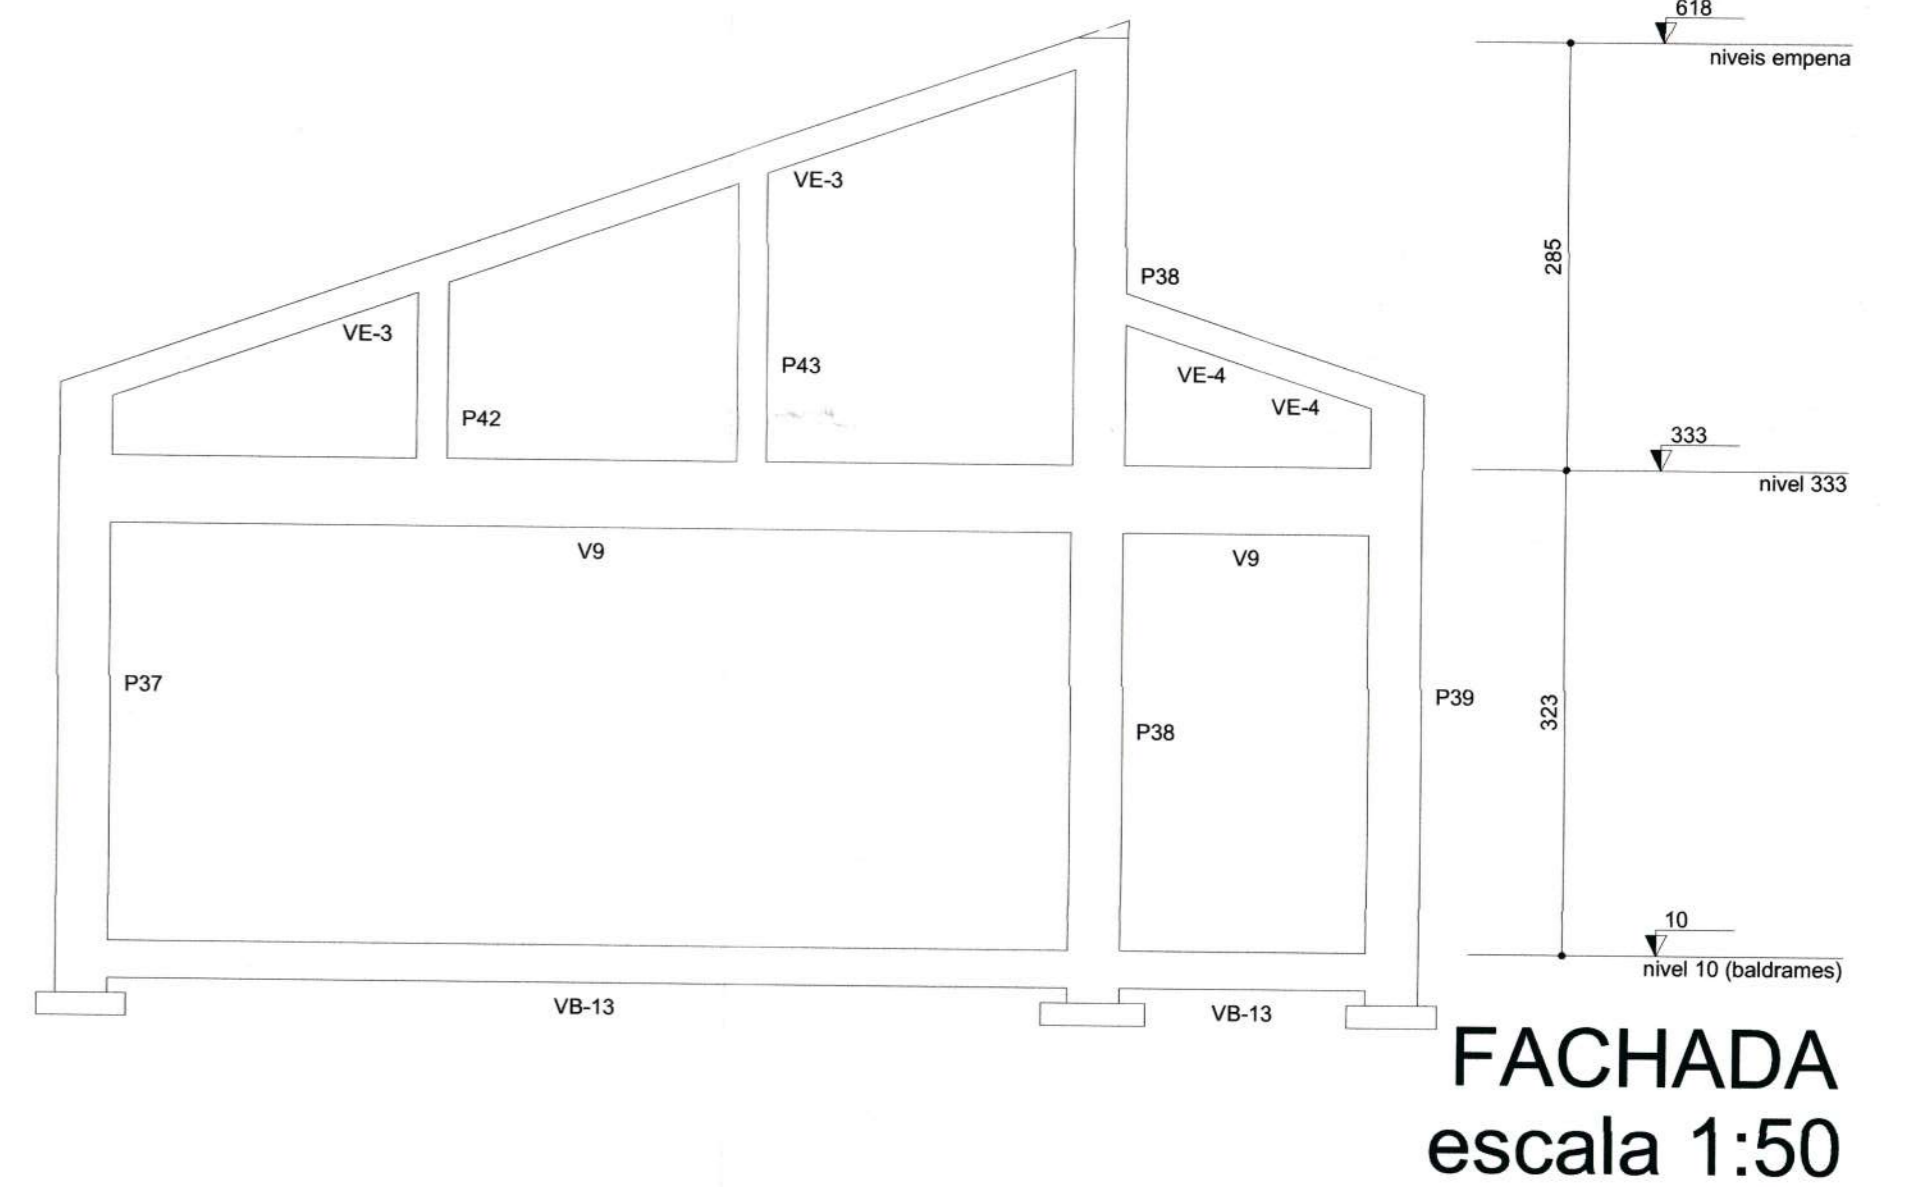 618
niveis empena
VE-3
P38
285
VE-3
P43
VE-4
VE-4
P42
333
nivel 333
V9
V9
P37
P39
323
P38
10
nivel 10 (baldrames)
VB-13
VB-13
FACHADA
escala 1:50